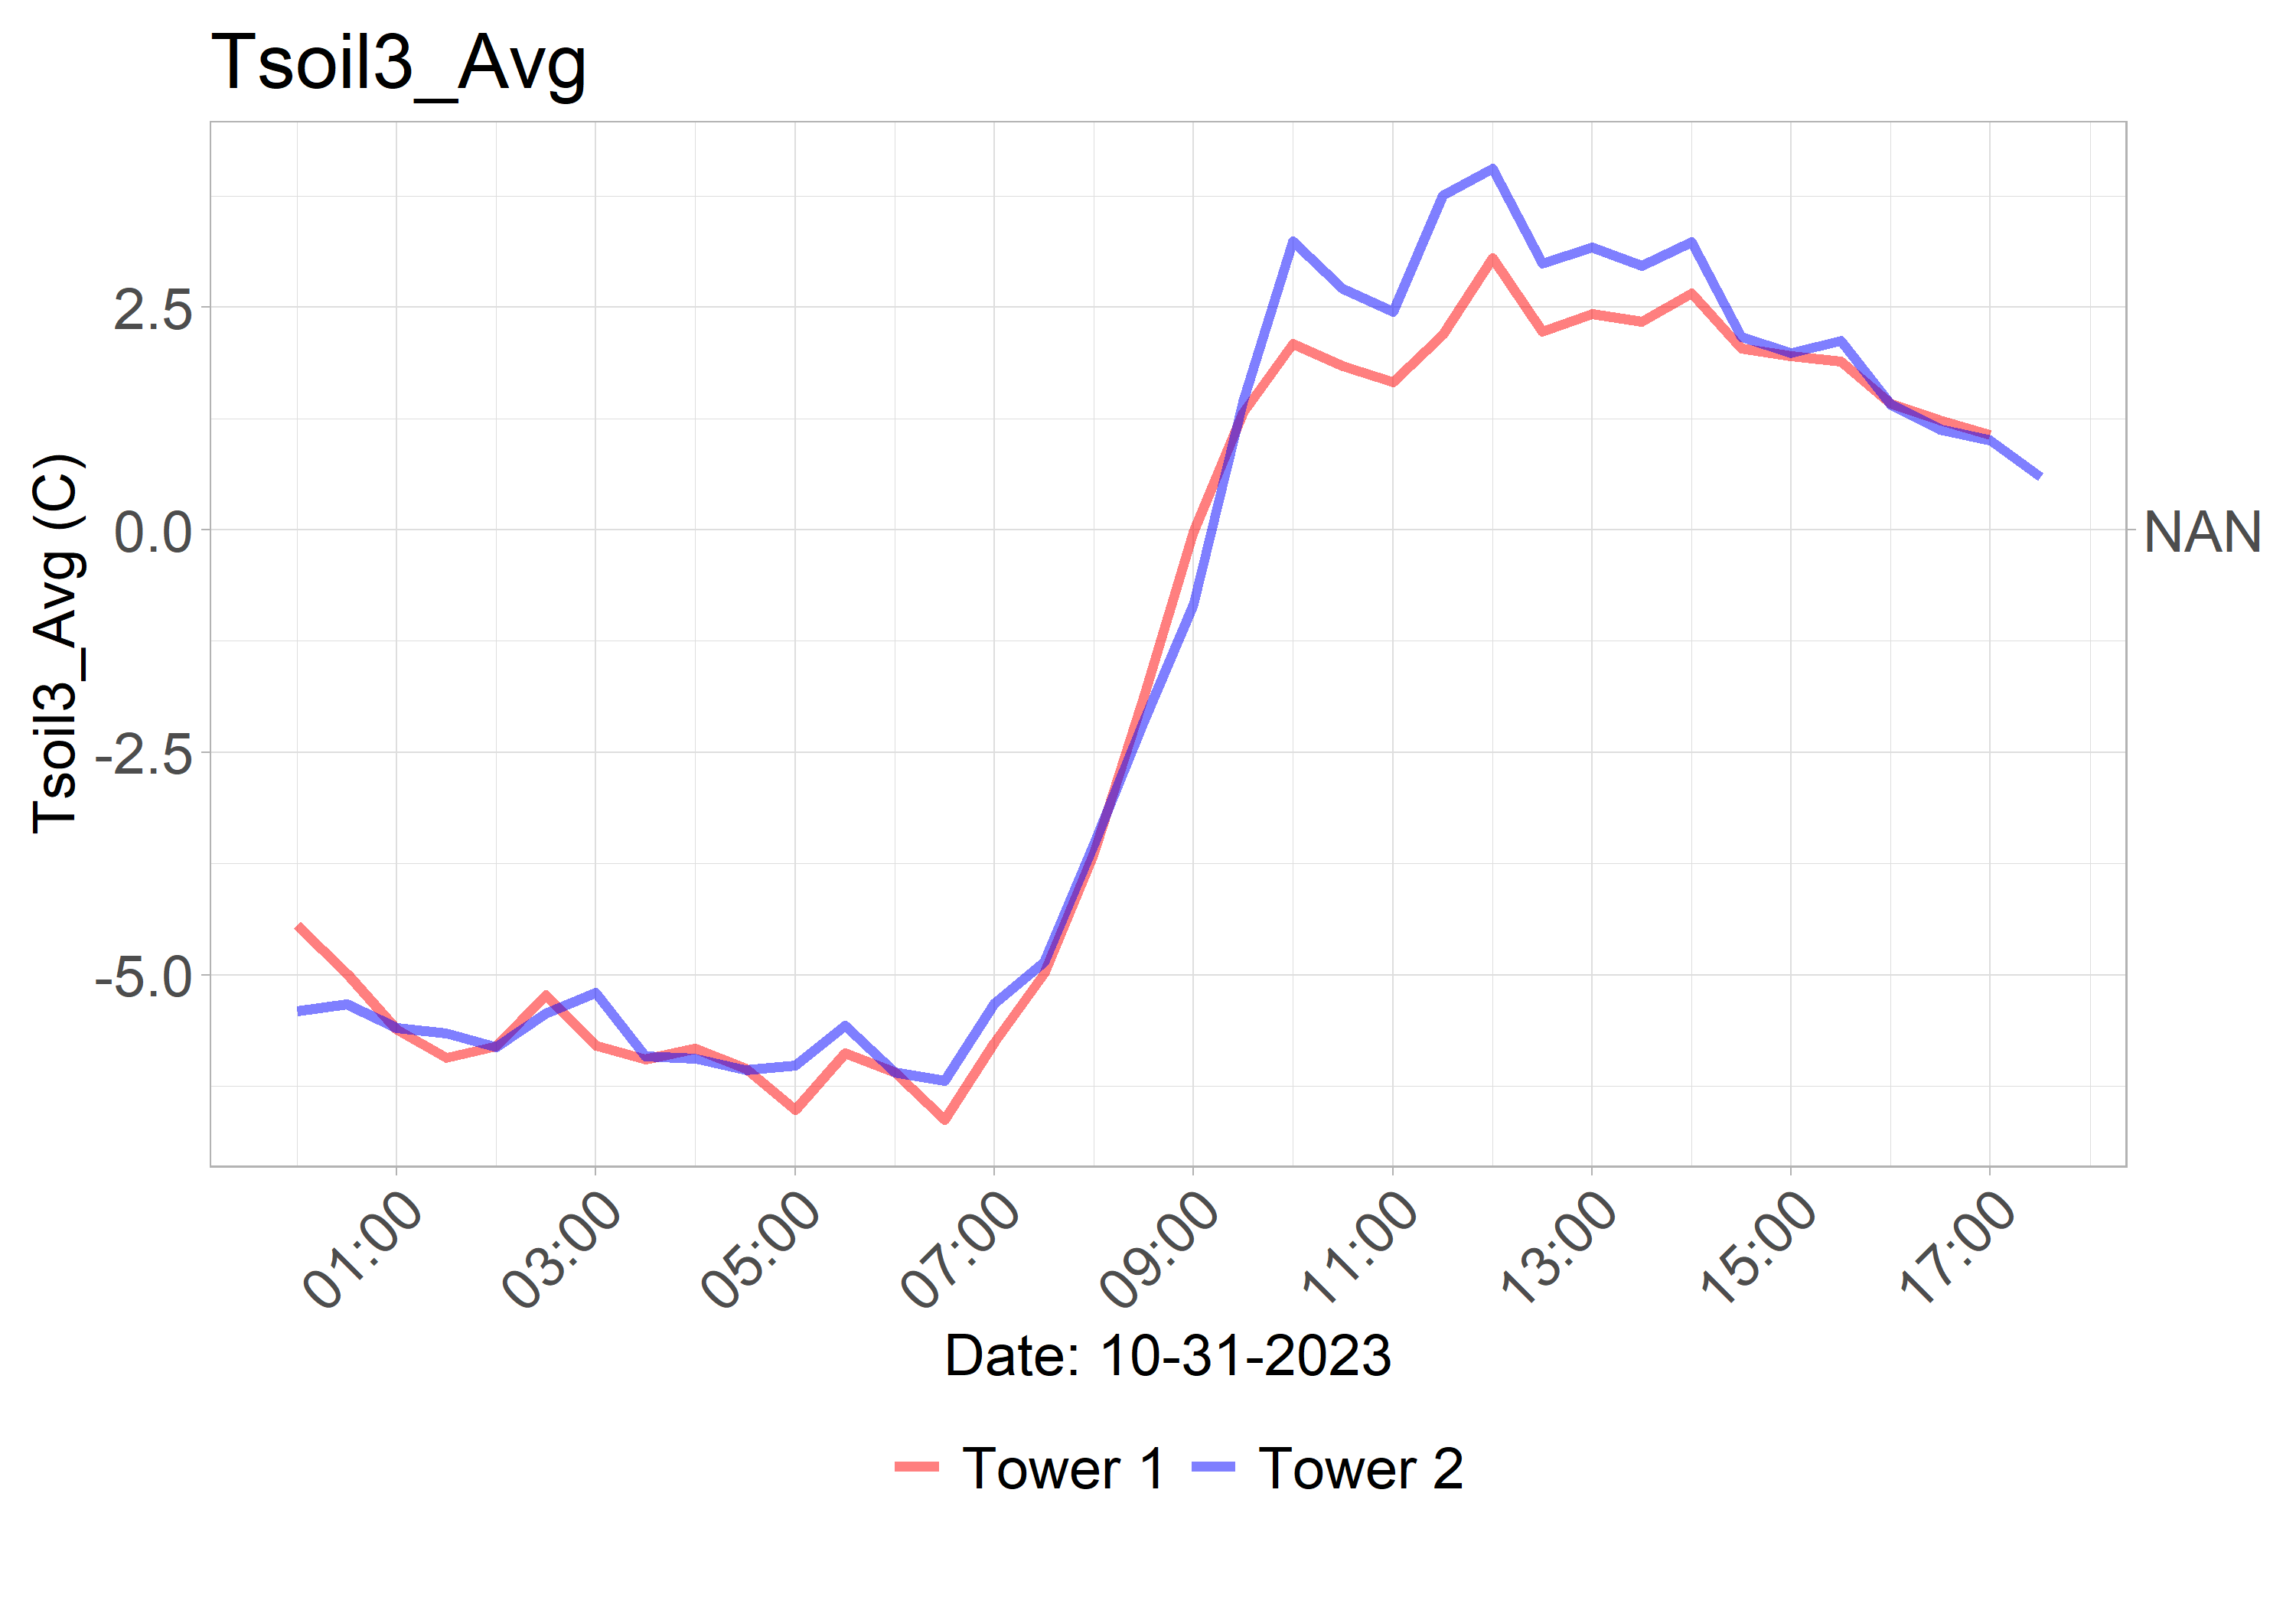 Tsoil3_Avg
Tsoil3_Avg (C)
2.5
0.0
-2.5
-5.0
NAN
01:00
03:00
05:00
07:00
09:00
11:00
13:00
15:00
17:00
Date: 10-31-2023
Tower 1
Tower 2